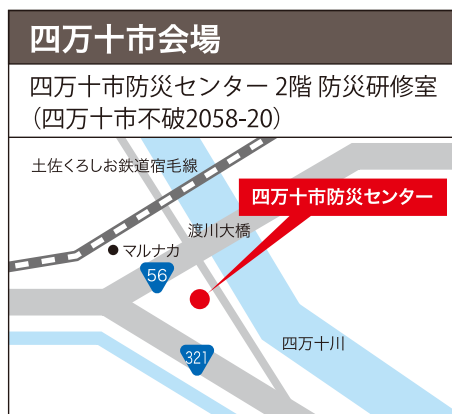 四万十市会場
四万十市防災センター 2階 防災研修室
（四万十市不破2058-20）
土佐くろしお鉄道宿毛線
四万十市防災センター
渡川大橋
マルナカ
56
四万十川
321